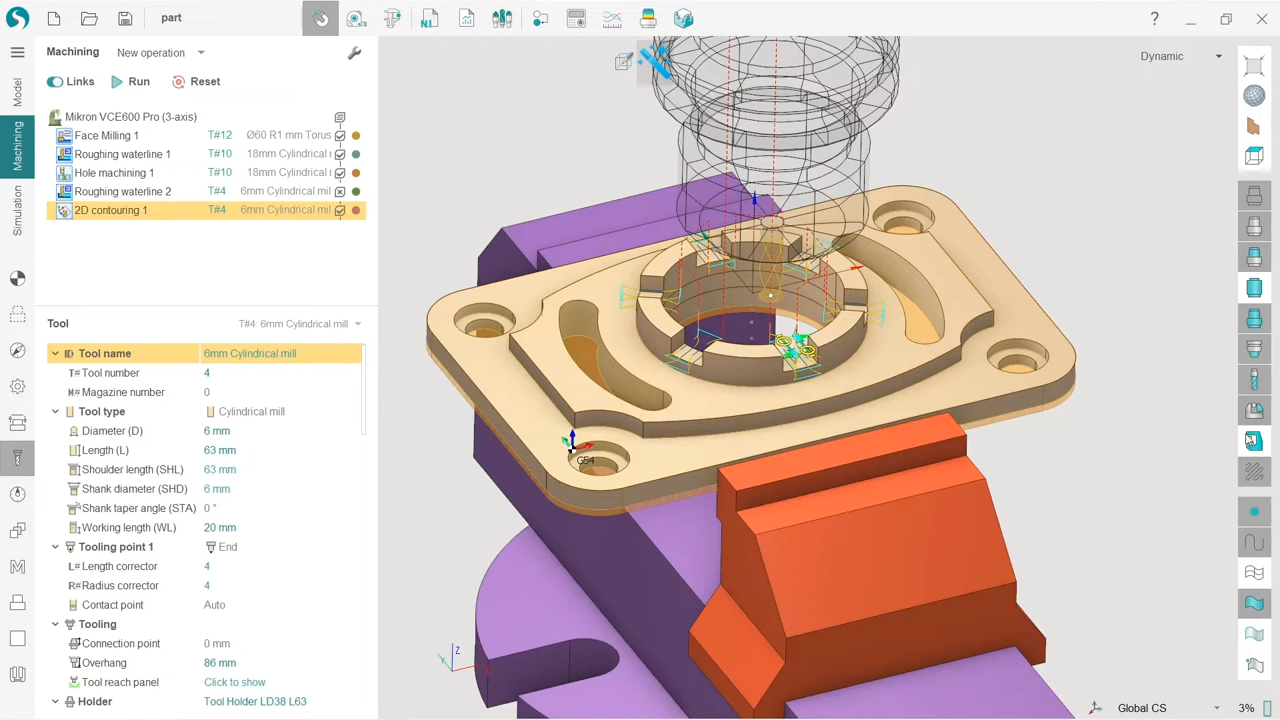 part
N1
?
Machining
New operation
Dynamic
Links
Run
Reset
Model
Machining
Simulation
Mikron VCE600 Pro (3-axis)
Face Milling 1 T#12 Ø60 R1 mm Torus
Roughing waterline 1 T#10 18mm Cylindrical
Hole machining 1 T#10 18mm Cylindrical
Roughing waterline 2 T#4 6mm Cylindrical mil
2D contouring 1 T#4 6mm Cylindrical mil
Tool T#4: 6mm Cylindrical mill
Tool name 6mm Cylindrical mill
T# Tool number 4
M# Magazine number 0
Tool type Cylindrical mill
Diameter (D) 6 mm
Length (L) 63 mm
Shoulder length (SHL) 63 mm
Shank diameter (SHD) 6 mm
Shank taper angle (STA) 0 °
Working length (WL) 20 mm
Tooling point 1 End
L# Length corrector 4
R# Radius corrector 4
Contact point Auto
Tooling
Connection point 0 mm
Overhang 86 mm
Tool reach panel Click to show
Holder Tool Holder LD38 L63
G54
Z
Y
Global CS 3%